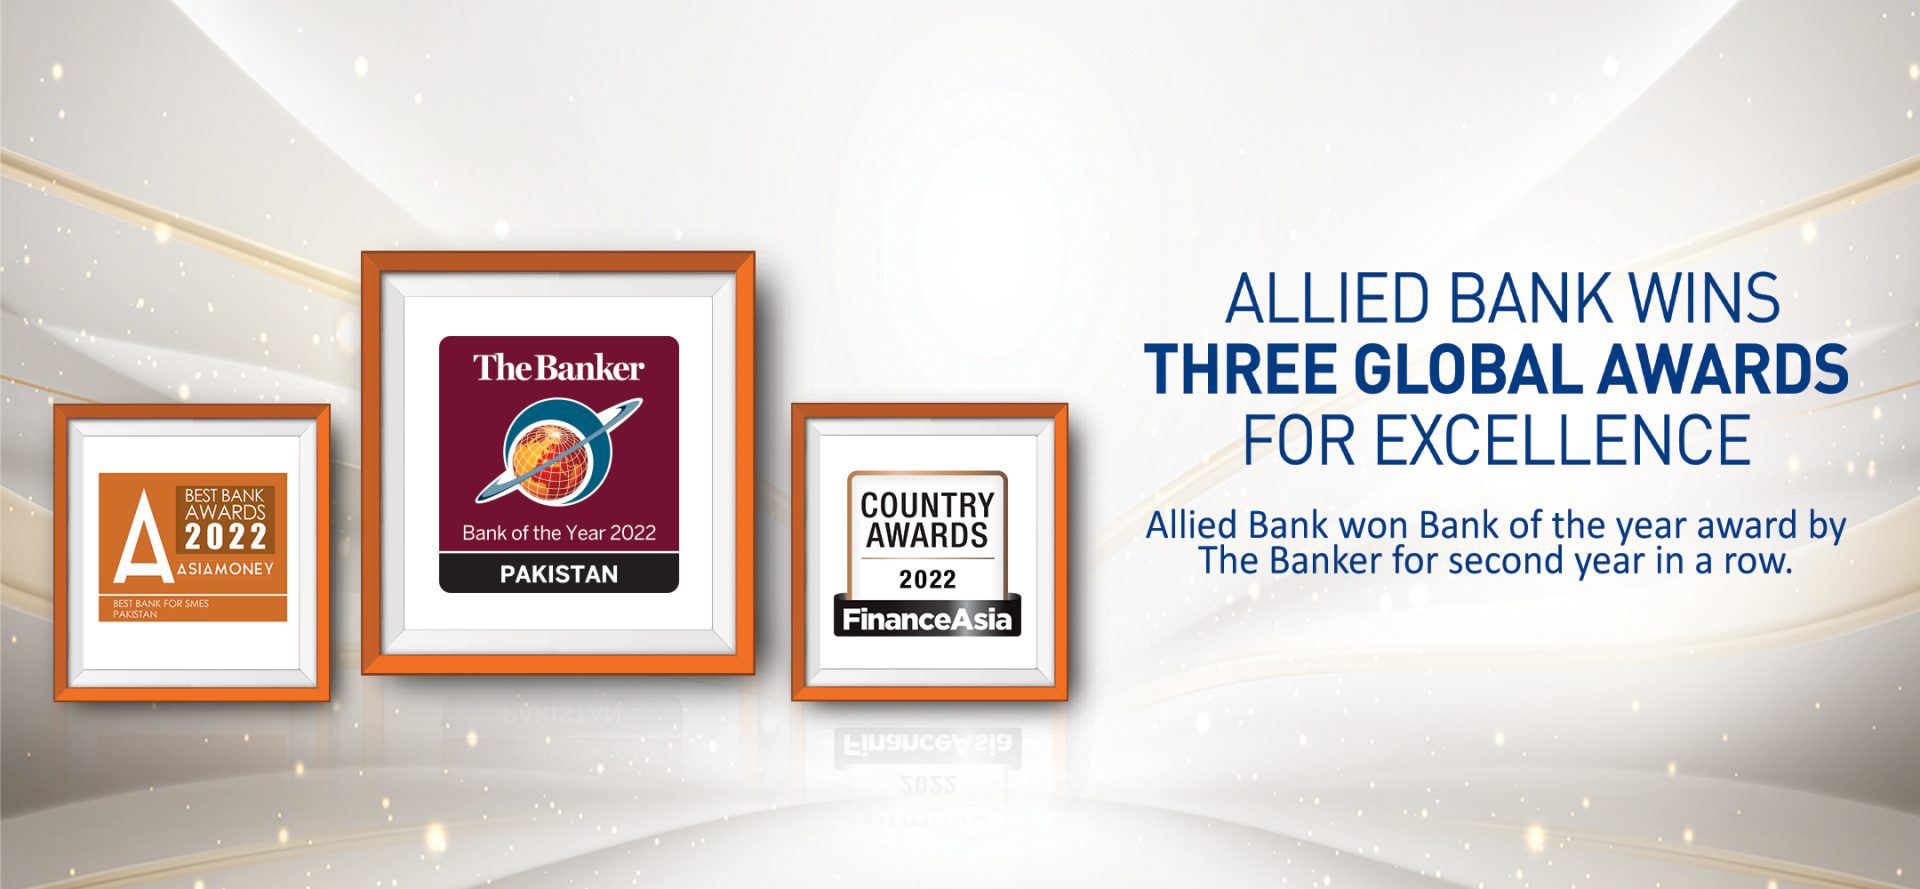 BEST BANK
AWARDS
2022
ASIAMONEY
BEST BANK FOR SMES
PAKISTAN
The Banker
Bank of the Year 2022
PAKISTAN
COUNTRY
AWARDS
2022
FinanceAsia
ALLIED BANK WINS
THREE GLOBAL AWARDS
FOR EXCELLENCE
Allied Bank won Bank of the year award by
The Banker for second year in a row.